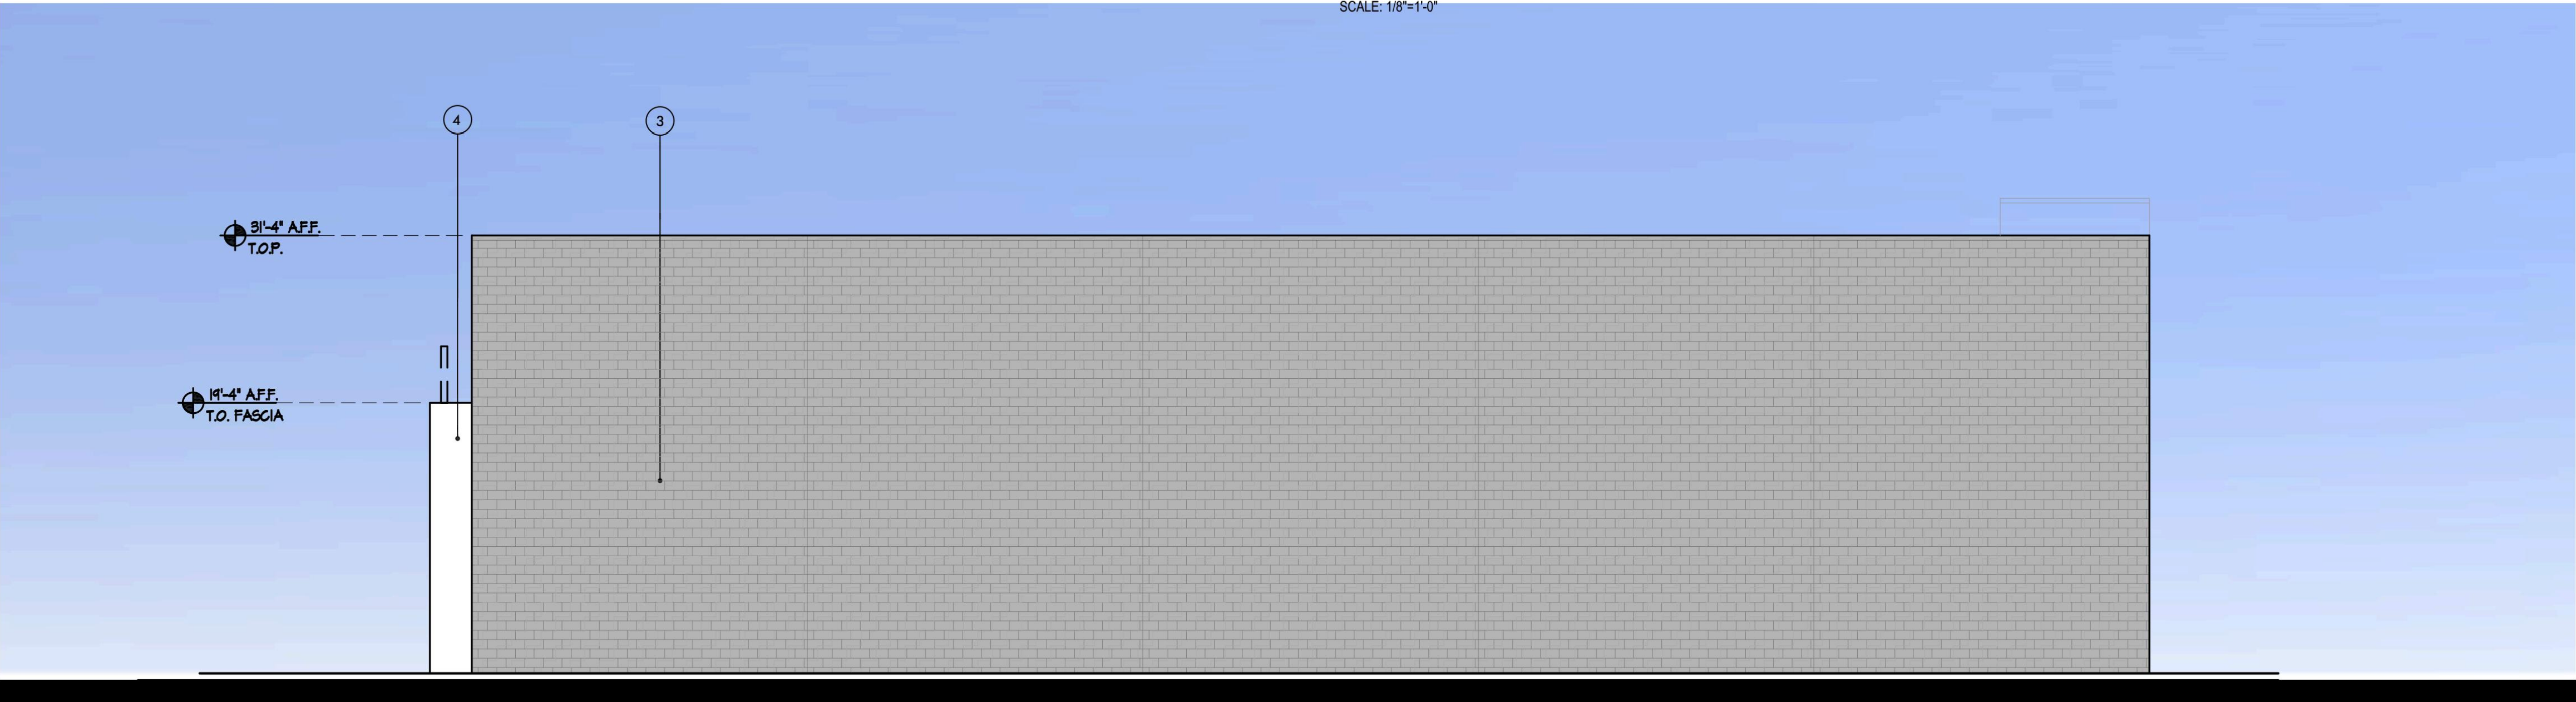 SCALE: 1/8"=1'-0"
4
3
31'-4" A.F.F.
T.O.P.
19'-4" A.F.F.
T.O. FASCIA